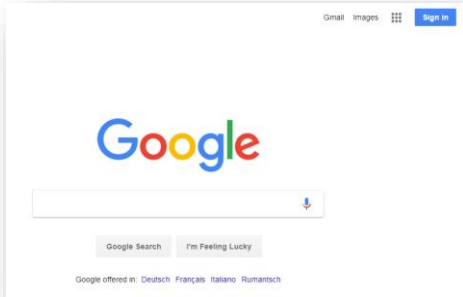 Gmail Images Sign in
Google
Google Search I'm Feeling Lucky
Google offered in: Deutsch Français Italiano Rumantsch